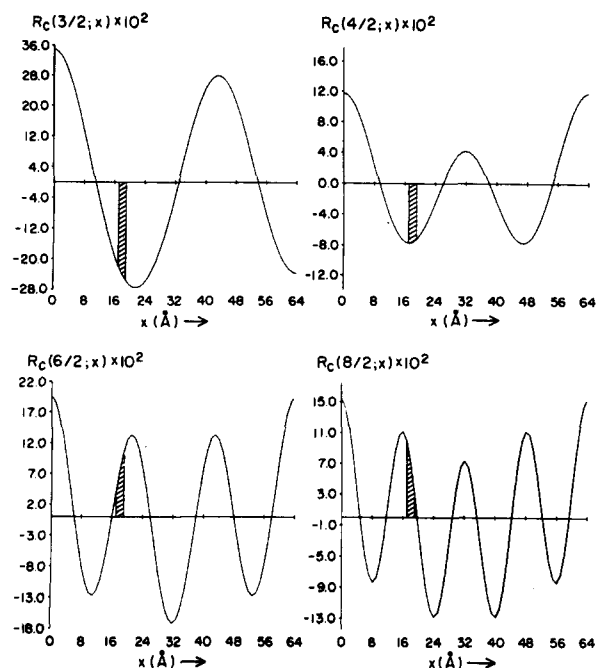 R_C(3/2;x)×10²
36.0
28.0
20.0
12.0
4.0
-4.0
-12.0
-20.0
-28.0
0 8 16 24 32 40 48 56 64
x(Å) →
R_C(4/2;x)×10²
16.0
12.0
8.0
4.0
0.0
-4.0
-8.0
-12.0
0 8 16 24 32 40 48 56 64
x(Å) →
R_C(6/2;x)×10²
22.0
17.0
12.0
7.0
2.0
-3.0
-8.0
-13.0
-18.0
0 8 16 24 32 40 48 56 64
x(Å) →
R_C(8/2;x)×10²
15.0
11.0
7.0
3.0
-1.0
-5.0
-9.0
-13.0
0 8 16 24 32 40 48 56 64
x(Å) →